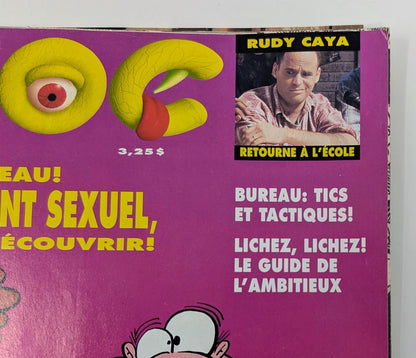 OC
3,25$
RUDY CAYA
RETOURNE À L'ÉCOLE
EAU!
NT SEXUEL,
ÉCOUVRIR!
BUREAU: TICS
ET TACTIQUES!
LICHEZ, LICHEZ!
LE GUIDE DE
L'AMBITIEUX